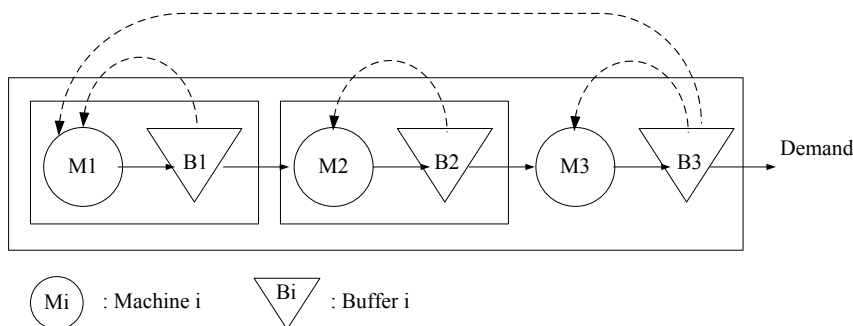 M1
B1
M2
B2
M3
B3
Demand
Mi : Machine i
Bi : Buffer i